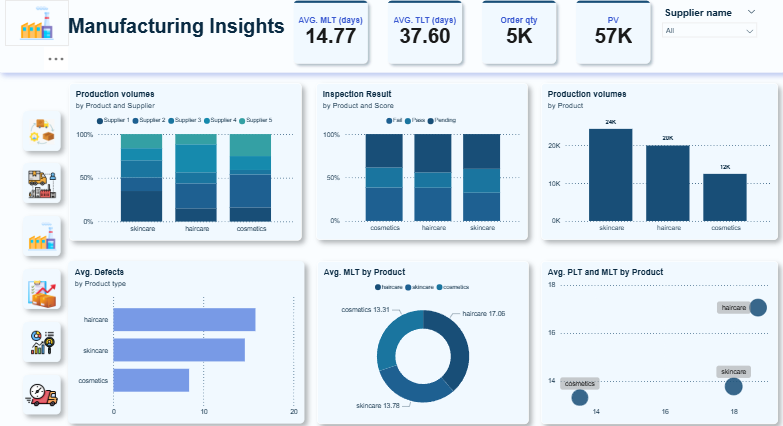 Manufacturing Insights
AVG. MLT (days)
14.77
AVG. TLT (days)
37.60
Order qty
5K
PV
57K
Supplier name
All
Production volumes
by Product and Supplier
Supplier 1 Supplier 2 Supplier 3 Supplier 4 Supplier 5
100%
50%
0%
skincare haircare cosmetics
Inspection Result
by Product and Score
Fail Pass Pending
100%
50%
0%
cosmetics haircare skincare
Production volumes
by Product
24K
20K
12K
20K
10K
0K
skincare haircare cosmetics
Avg. Defects
by Product type
haircare
skincare
cosmetics
0 10 20
Avg. MLT by Product
haircare skincare cosmetics
cosmetics 13.31
haircare 17.06
skincare 13.78
Avg. PLT and MLT by Product
18
16
14
haircare
skincare
cosmetics
14 16 18